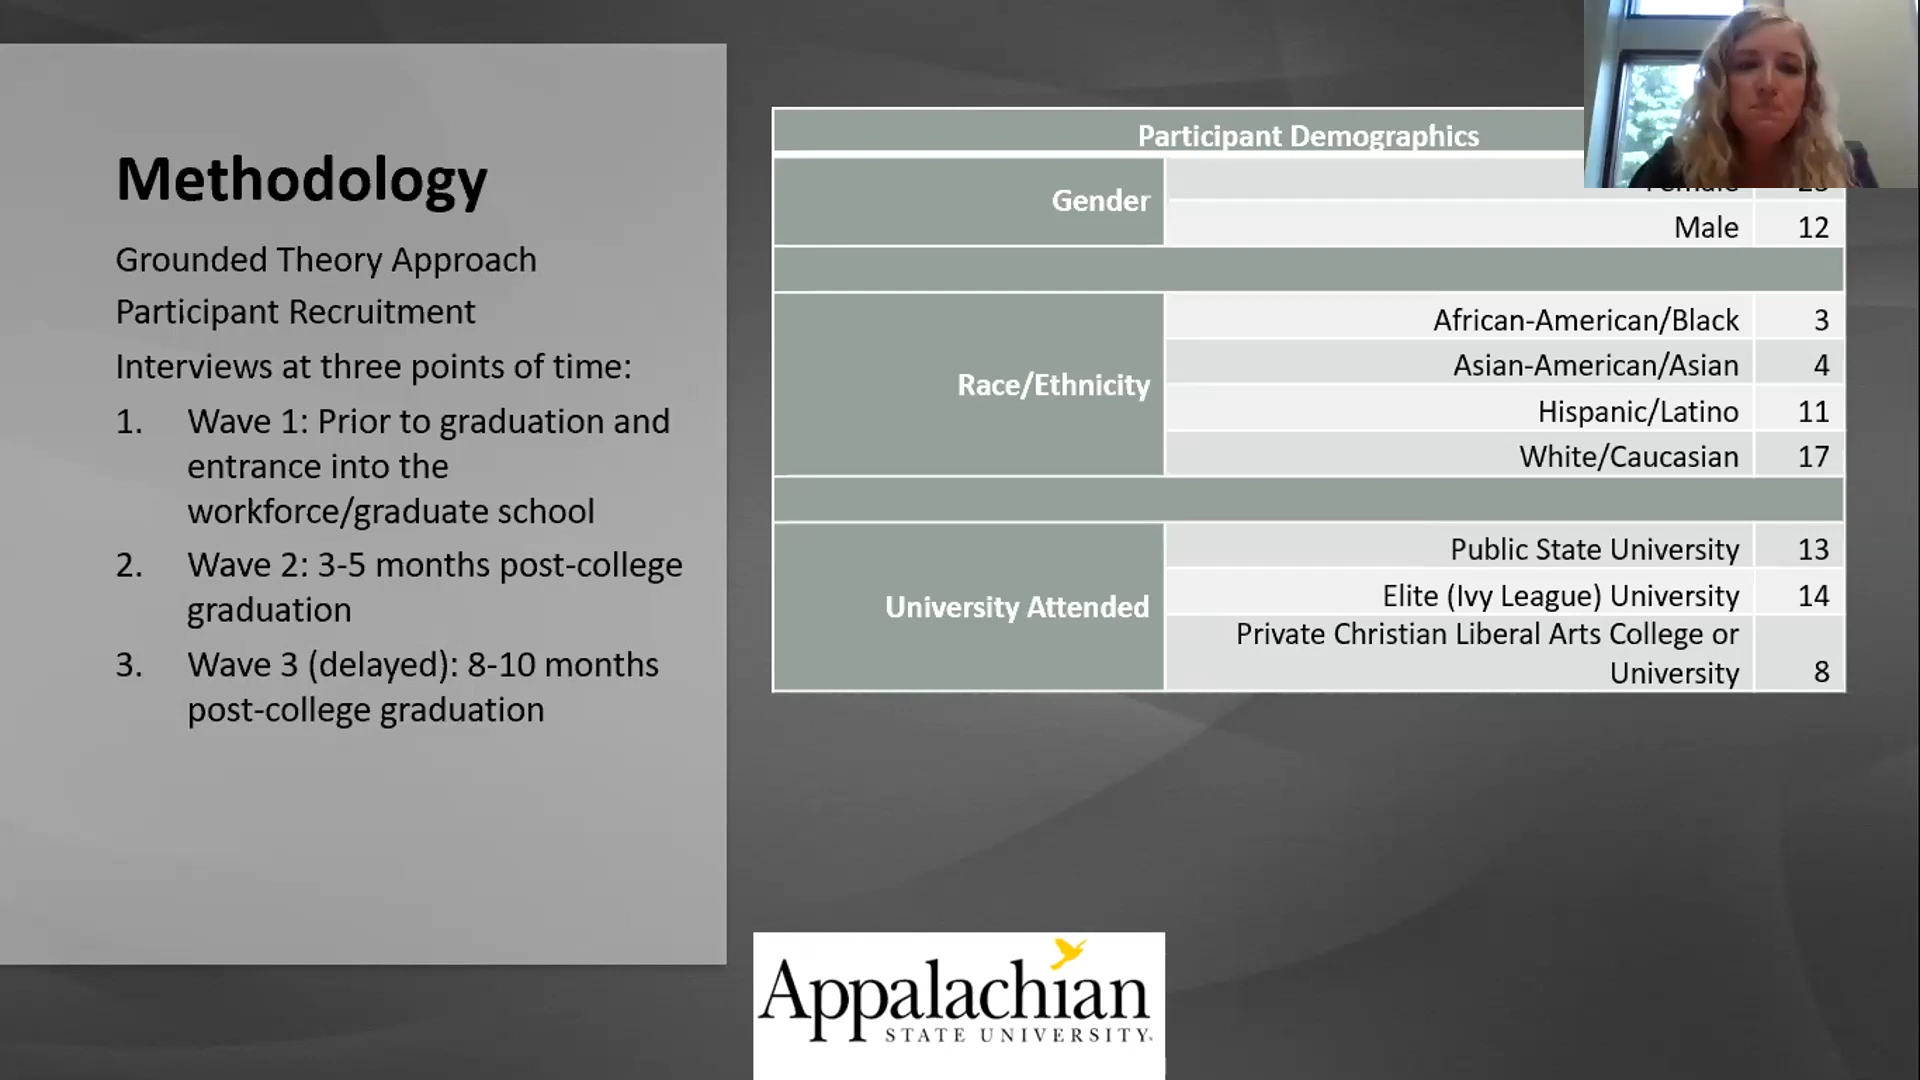 Methodology
Grounded Theory Approach
Participant Recruitment
Interviews at three points of time:
1. Wave 1: Prior to graduation and
entrance into the
workforce/graduate school
2. Wave 2: 3-5 months post-college
graduation
3. Wave 3 (delayed): 8-10 months
post-college graduation
Participant Demographics
Gender
Female
Male 12
Race/Ethnicity
African-American/Black 3
Asian-American/Asian 4
Hispanic/Latino 11
White/Caucasian 17
University Attended
Public State University 13
Elite (Ivy League) University 14
Private Christian Liberal Arts College or
University 8
Appalachian
STATE UNIVERSITY